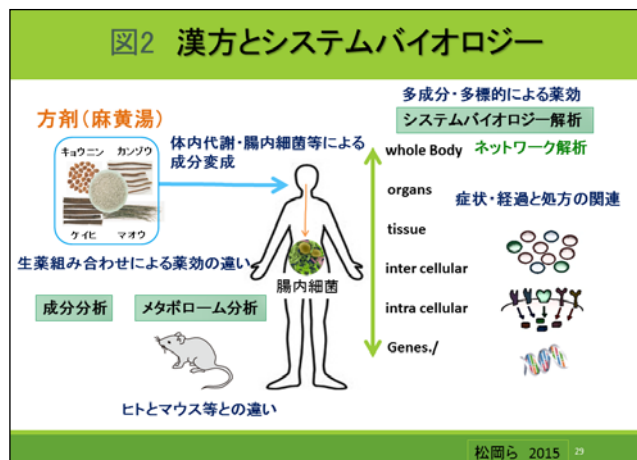 図2 漢方とシステムバイオロジー
方剤(麻黄湯)
キョウニン カンゾウ
ケイヒ マオウ
体内代謝・腸内細菌等による
成分変成
生薬組み合わせによる薬効の違い
成分分析
メタボローム分析
ヒトとマウス等との違い
腸内細菌
多成分・多標的による薬効
システムバイオロジー解析
ネットワーク解析
whole Body
organs
tissue
inter cellular
intra cellular
Genes./
症状・経過と処方の関連
松岡ら 2015
29